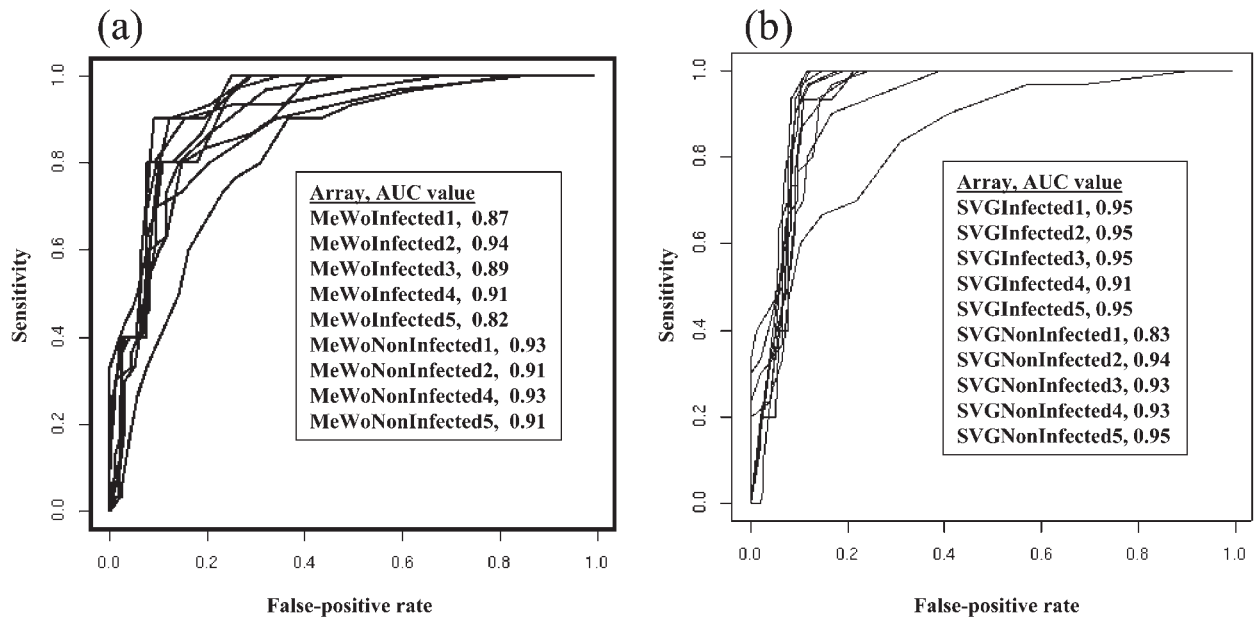 (a)
1.0
0.8
0.6
0.4
0.2
0.0
Sensitivity
Array, AUC value
MeWoInfected1, 0.87
MeWoInfected2, 0.94
MeWoInfected3, 0.89
MeWoInfected4, 0.91
MeWoInfected5, 0.82
MeWoNonInfected1, 0.93
MeWoNonInfected2, 0.91
MeWoNonInfected4, 0.93
MeWoNonInfected5, 0.91
0.0 0.2 0.4 0.6 0.8 1.0
False-positive rate
(b)
1.0
0.8
0.6
0.4
0.2
0.0
Sensitivity
Array, AUC value
SVGInfected1, 0.95
SVGInfected2, 0.95
SVGInfected3, 0.95
SVGInfected4, 0.91
SVGInfected5, 0.95
SVGNonInfected1, 0.83
SVGNonInfected2, 0.94
SVGNonInfected3, 0.93
SVGNonInfected4, 0.93
SVGNonInfected5, 0.95
0.0 0.2 0.4 0.6 0.8 1.0
False-positive rate